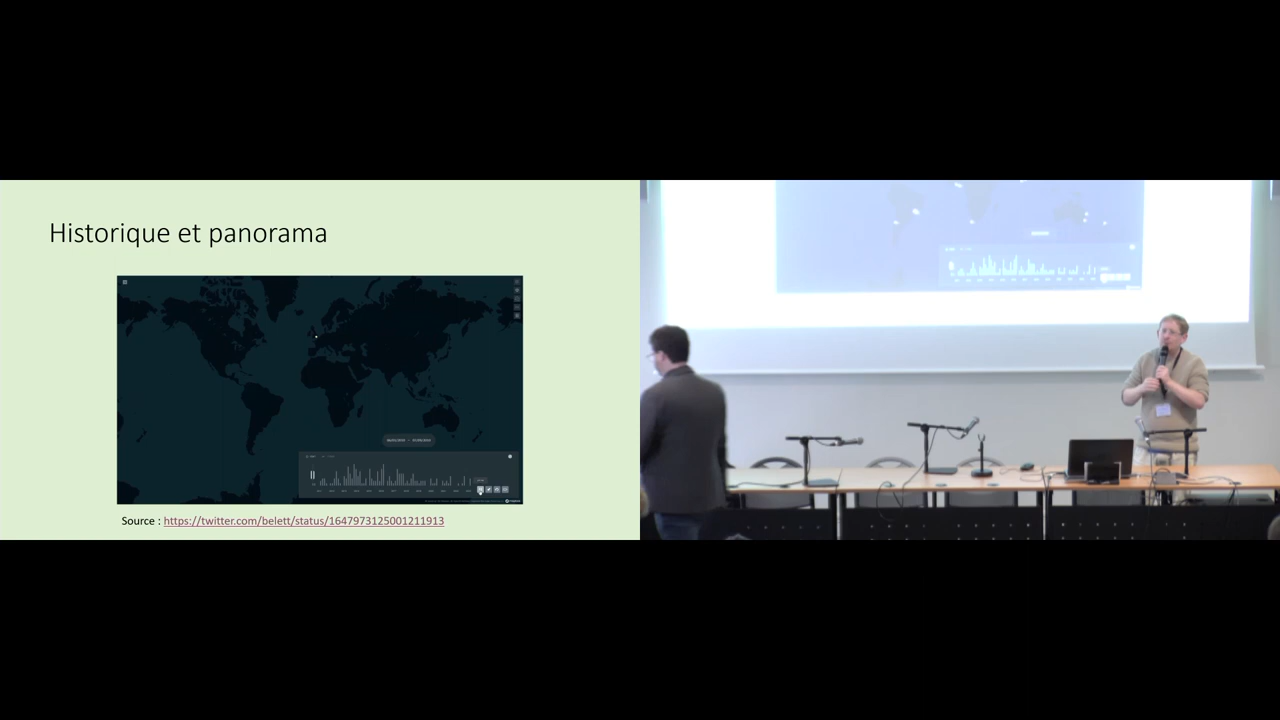 Historique et panorama
Source : https://twitter.com/belett/status/1647973125001211913